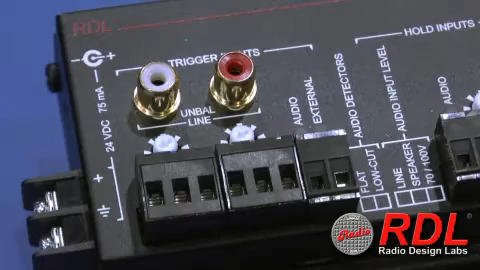 RDL
HOLD INPUTS
TRIGGER INPUTS
+
24 VDC 75 mA
UNBAL
LINE
AUDIO
EXTERNAL
AUDIO DETECTORS
AUDIO INPUT LEVEL
AUDIO
+
FLAT
LOW-CUT
LINE
SPEAKER
70 / 100V
Radio
RDL®
Radio Design Labs